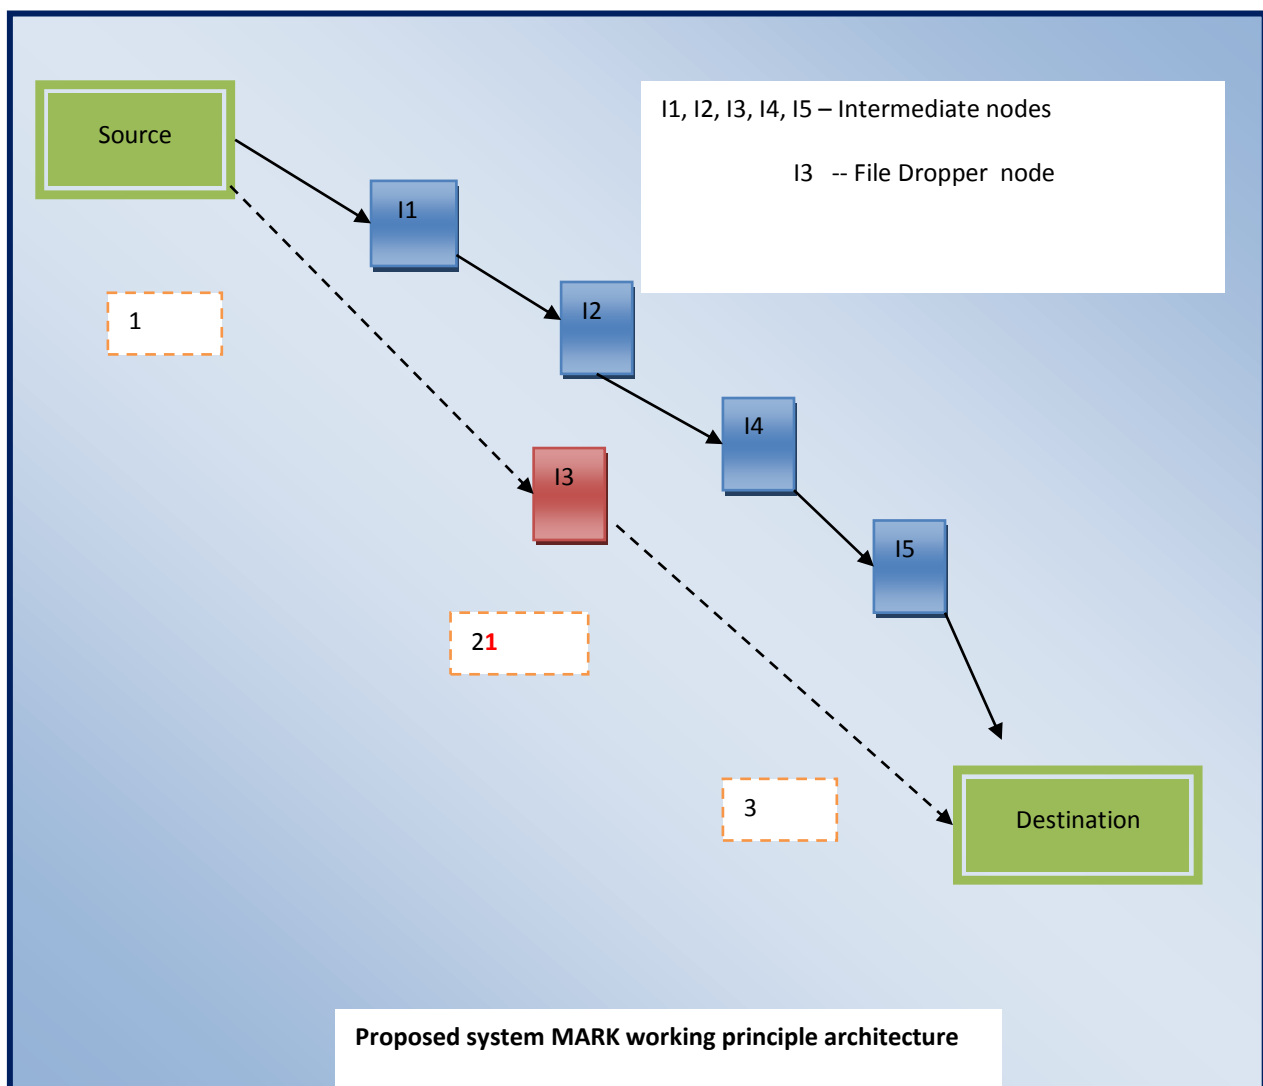 Source
I1, I2, I3, I4, I5 – Intermediate nodes
I3 -- File Dropper node
I1
I2
1
I4
I3
I5
21
3
Destination
Proposed system MARK working principle architecture